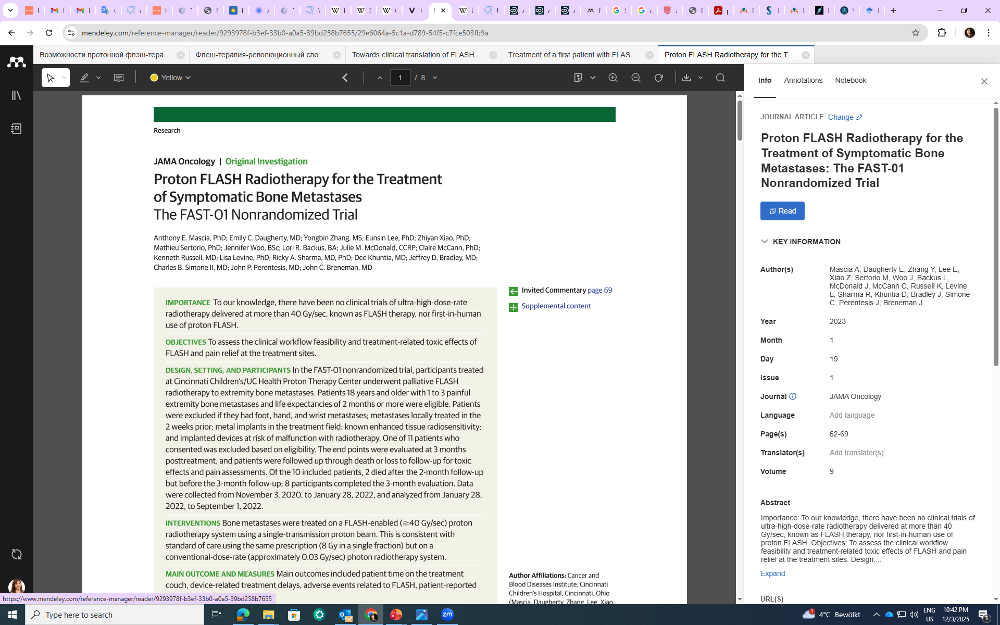 mendeley.com/reference-manager/reader/9293978f-b3ef-33b0-a0a5-39bd258b7655/29e6064a-5c1a-d789-54f5-c7fce503fb9a
Возможности протонной флэш-тера...
Флеш-терапия-революционный спо...
Towards clinical translation of FLASH ...
Treatment of a first patient with FLAS...
Proton FLASH Radiotherapy for the T...
Yellow
1 / 8
Research
JAMA Oncology | Original Investigation
Proton FLASH Radiotherapy for the Treatment
of Symptomatic Bone Metastases
The FAST-01 Nonrandomized Trial
Anthony E. Mascia, PhD; Emily C. Daugherty, MD; Yongbin Zhang, MS; Eunsin Lee, PhD; Zhiyan Xiao, PhD;
Mathieu Sertorio, PhD; Jennifer Woo, BSc; Lori R. Backus, BA; Julie M. McDonald, CCRP; Claire McCann, PhD;
Kenneth Russell, MD; Lisa Levine, PhD; Ricky A. Sharma, MD, PhD; Dee Khuntia, MD; Jeffrey D. Bradley, MD;
Charles B. Simone II, MD; John P. Perentesis, MD; John C. Breneman, MD
IMPORTANCE To our knowledge, there have been no clinical trials of ultra-high-dose-rate
radiotherapy delivered at more than 40 Gy/sec, known as FLASH therapy, nor first-in-human
use of proton FLASH.
OBJECTIVES To assess the clinical workflow feasibility and treatment-related toxic effects of
FLASH and pain relief at the treatment sites.
DESIGN, SETTING, AND PARTICIPANTS In the FAST-01 nonrandomized trial, participants treated
at Cincinnati Children's/UC Health Proton Therapy Center underwent palliative FLASH
radiotherapy to extremity bone metastases. Patients 18 years and older with 1 to 3 painful
extremity bone metastases and life expectancies of 2 months or more were eligible. Patients
were excluded if they had foot, hand, and wrist metastases; metastases locally treated in the
2 weeks prior; metal implants in the treatment field; known enhanced tissue radiosensitivity;
and implanted devices at risk of malfunction with radiotherapy. One of 11 patients who
consented was excluded based on eligibility. The end points were evaluated at 3 months
posttreatment, and patients were followed up through death or loss to follow-up for toxic
effects and pain assessments. Of the 10 included patients, 2 died after the 2-month follow-up
but before the 3-month follow-up; 8 participants completed the 3-month evaluation. Data
were collected from November 3, 2020, to January 28, 2022, and analyzed from January 28,
2022, to September 1, 2022.
INTERVENTIONS Bone metastases were treated on a FLASH-enabled (≥40 Gy/sec) proton
radiotherapy system using a single-transmission proton beam. This is consistent with
standard of care using the same prescription (8 Gy in a single fraction) but on a
conventional-dose-rate (approximately 0.03 Gy/sec) photon radiotherapy system.
MAIN OUTCOME AND MEASURES Main outcomes included patient time on the treatment
couch, device-related treatment delays, adverse events related to FLASH, patient-reported
Invited Commentary page 69
Supplemental content
Author Affiliations: Cancer and
Blood Diseases Institute, Cincinnati
Children's Hospital, Cincinnati, Ohio
(Mascia, Daugherty, Zhang, Lee, Xiao,
Info
Annotations
Notebook
JOURNAL ARTICLE Change
Proton FLASH Radiotherapy for the
Treatment of Symptomatic Bone
Metastases: The FAST-01
Nonrandomized Trial
Read
KEY INFORMATION
Author(s)
Mascia A, Daugherty E, Zhang Y, Lee E,
Xiao Z, Sertorio M, Woo J, Backus L,
McDonald J, McCann C, Russell K, Levine
L, Sharma R, Khuntia D, Bradley J, Simone
C, Perentesis J, Breneman J
Year 2023
Month 1
Day 19
Issue 1
Journal JAMA Oncology
Language Add language
Page(s) 62-69
Translator(s) Add translator(s)
Volume 9
Abstract
Importance: To our knowledge, there have been no clinical trials of
ultra-high-dose-rate radiotherapy delivered at more than 40
Gy/sec, known as FLASH therapy, nor first-in-human use of
proton FLASH. Objectives: To assess the clinical workflow
feasibility and treatment-related toxic effects of FLASH and pain
relief at the treatment sites. Design,...
Expand
URL(S)
https://www.mendeley.com/reference-manager/reader/9293978f-b3ef-33b0-a0a5-39bd258b7655
Type here to search
zm
1
4°C Bewölkt
ENG
US
10:42 PM
12/3/2025
1